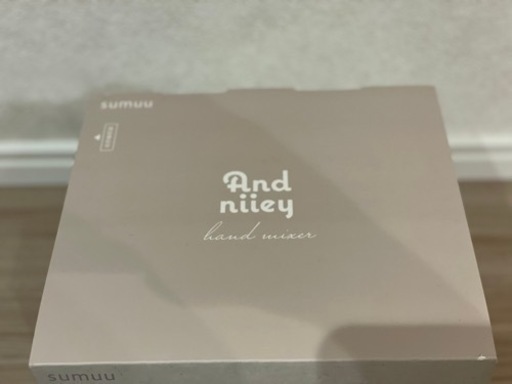 sumuu
And
niiey
hand mixer
sumuu